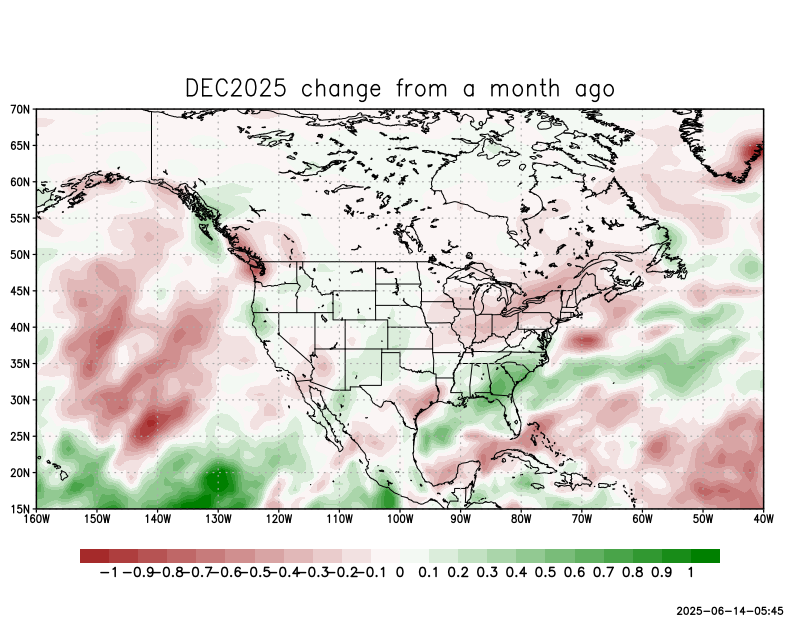 DEC2025 change from a month ago
70N
65N
60N
55N
50N
45N
40N
35N
30N
25N
20N
15N
160W 150W 140W 130W 120W 110W 100W 90W 80W 70W 60W 50W 40W
−1 −0.9 −0.8 −0.7 −0.6 −0.5 −0.4 −0.3 −0.2 −0.1 0 0.1 0.2 0.3 0.4 0.5 0.6 0.7 0.8 0.9 1
2025−06−14−05:45